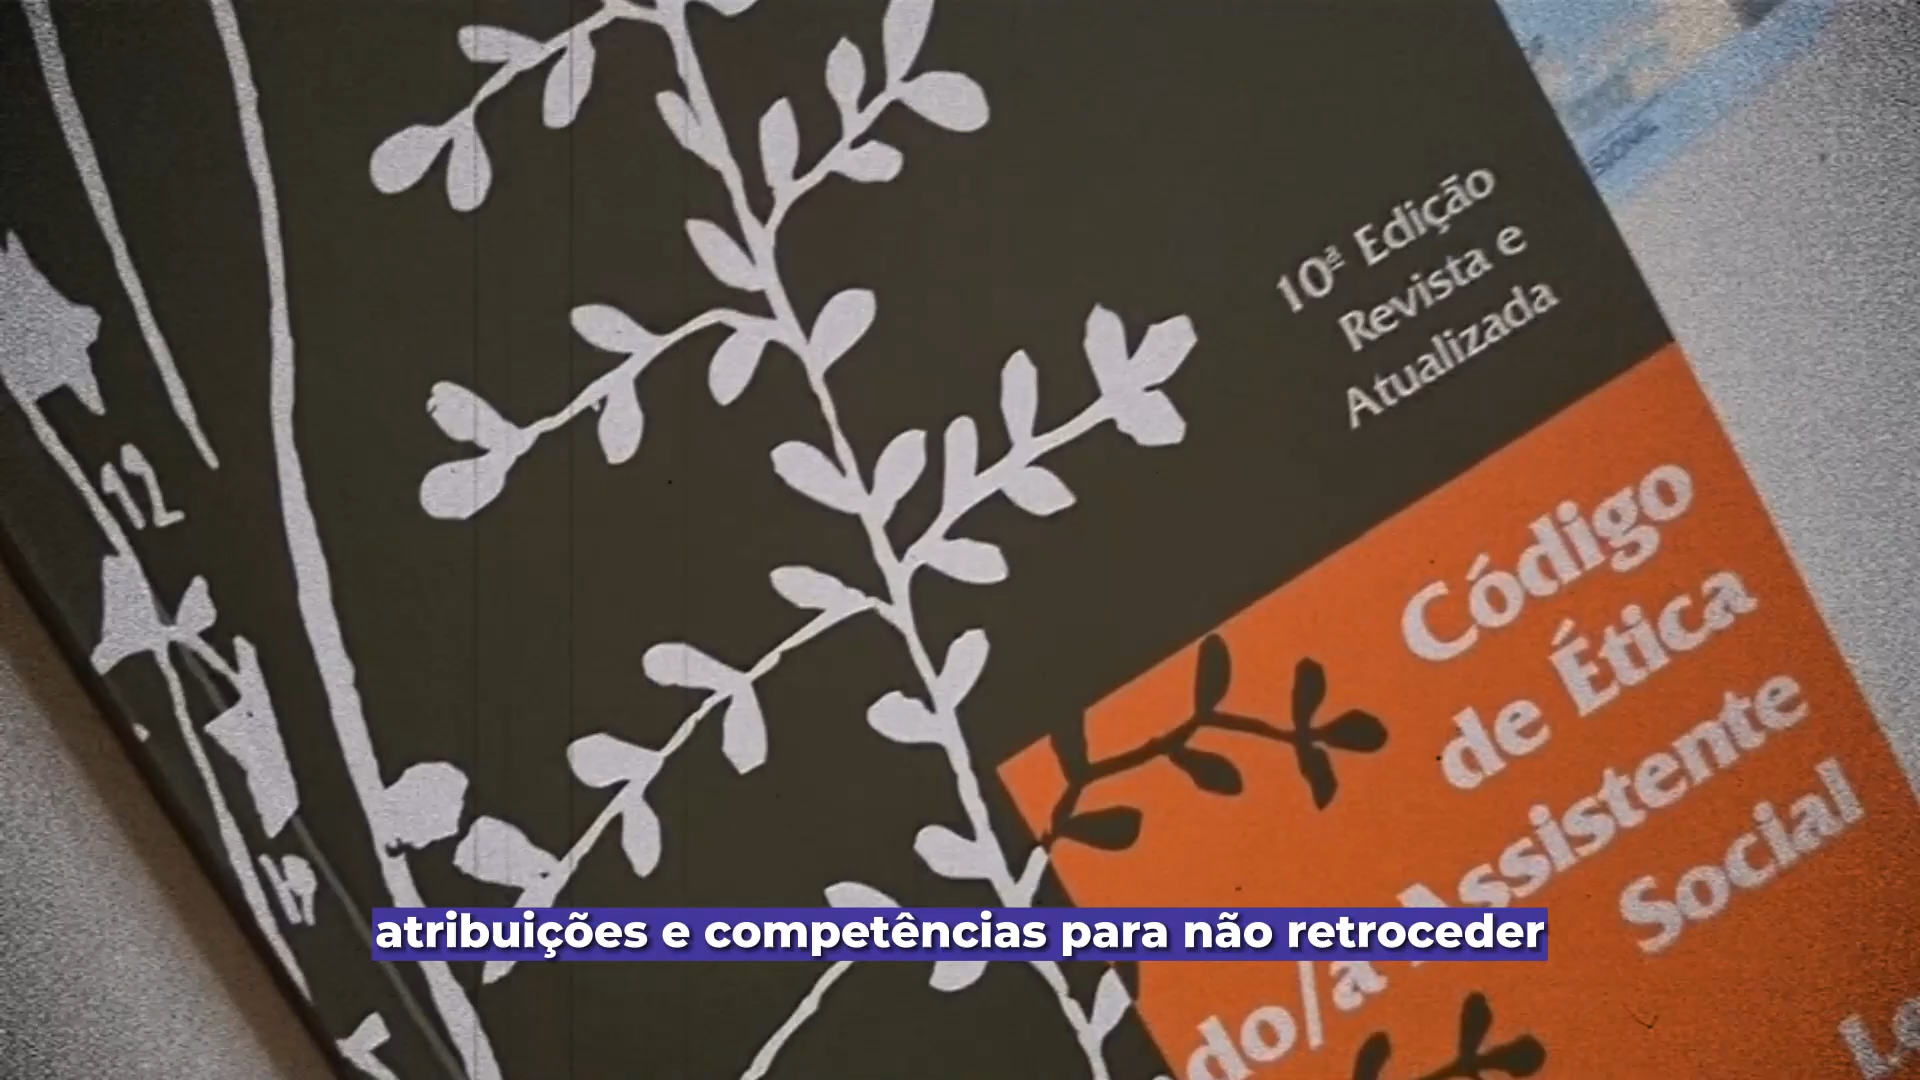 10ª Edição
Revista e
Atualizada
Código
de Ética
do/a Assistente
Social
atribuições e competências para não retroceder